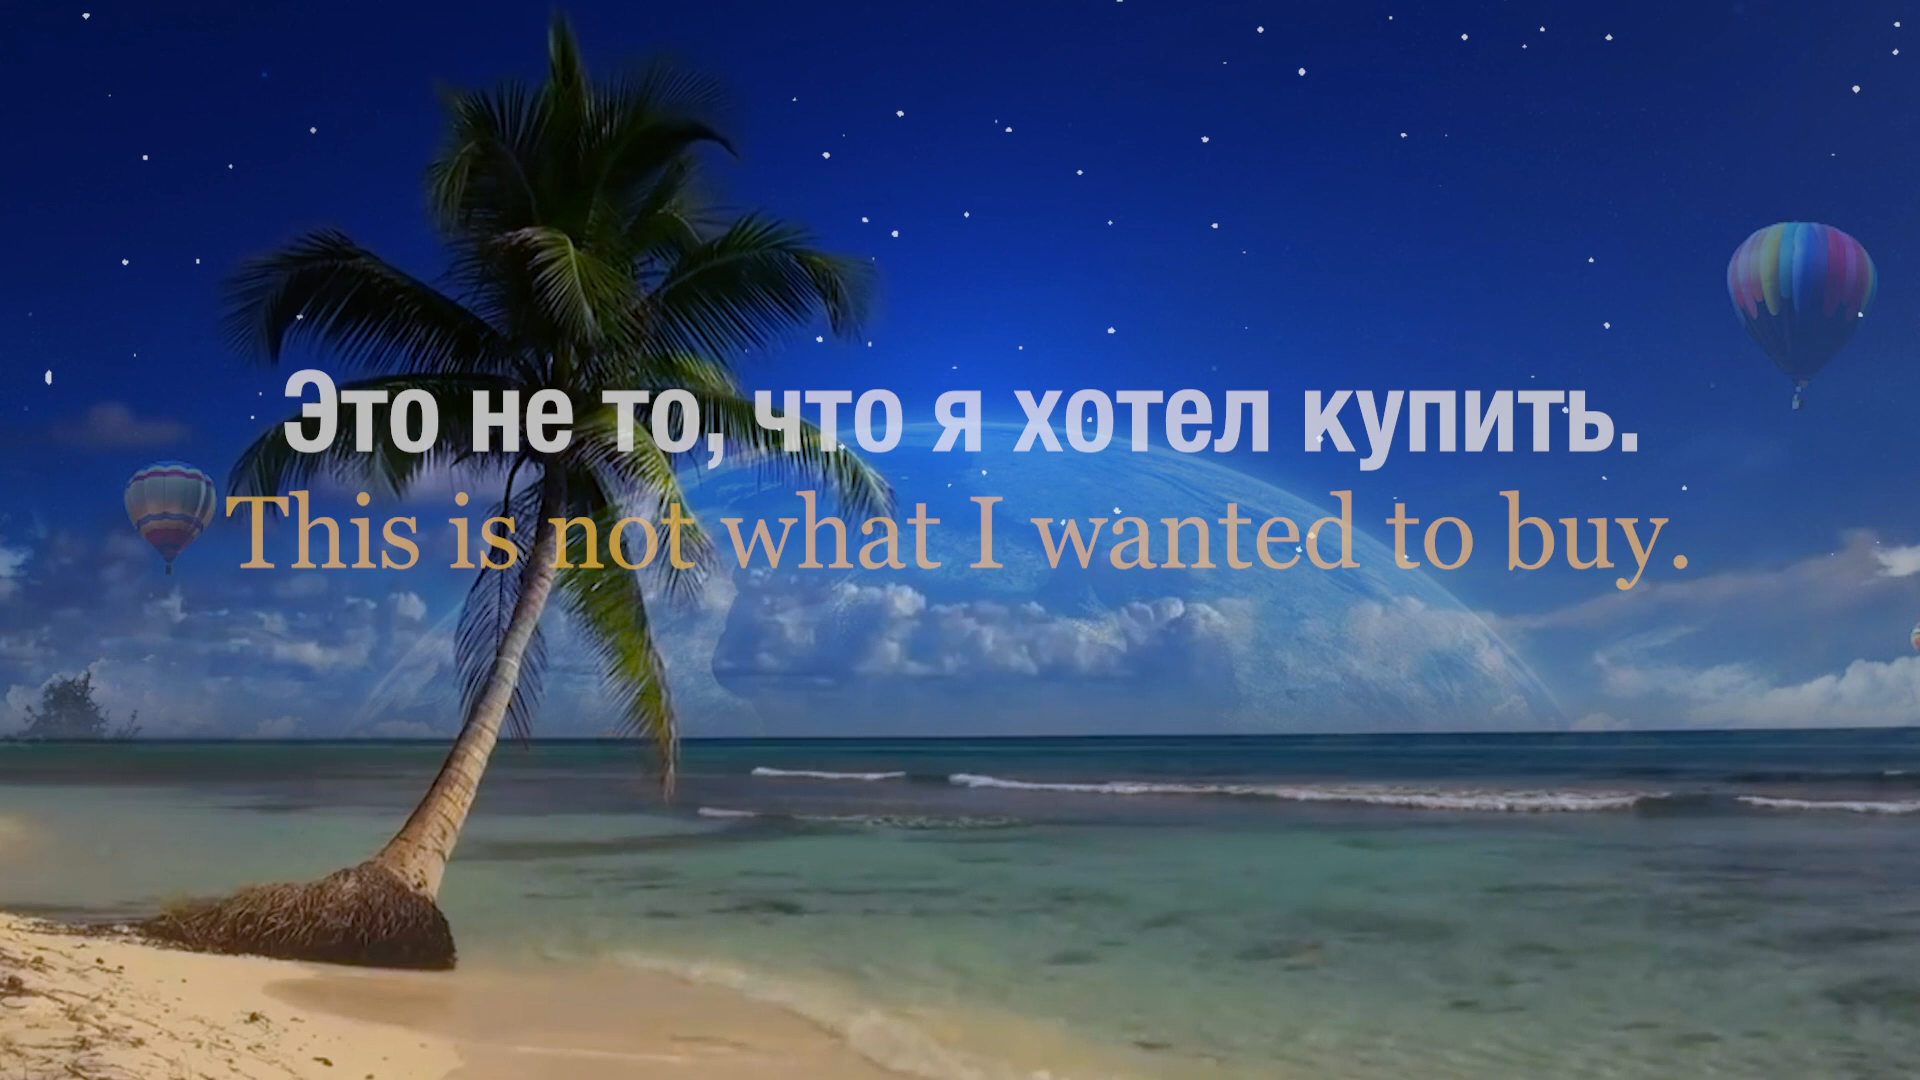 Это не то, что я хотел купить.
This is not what I wanted to buy.